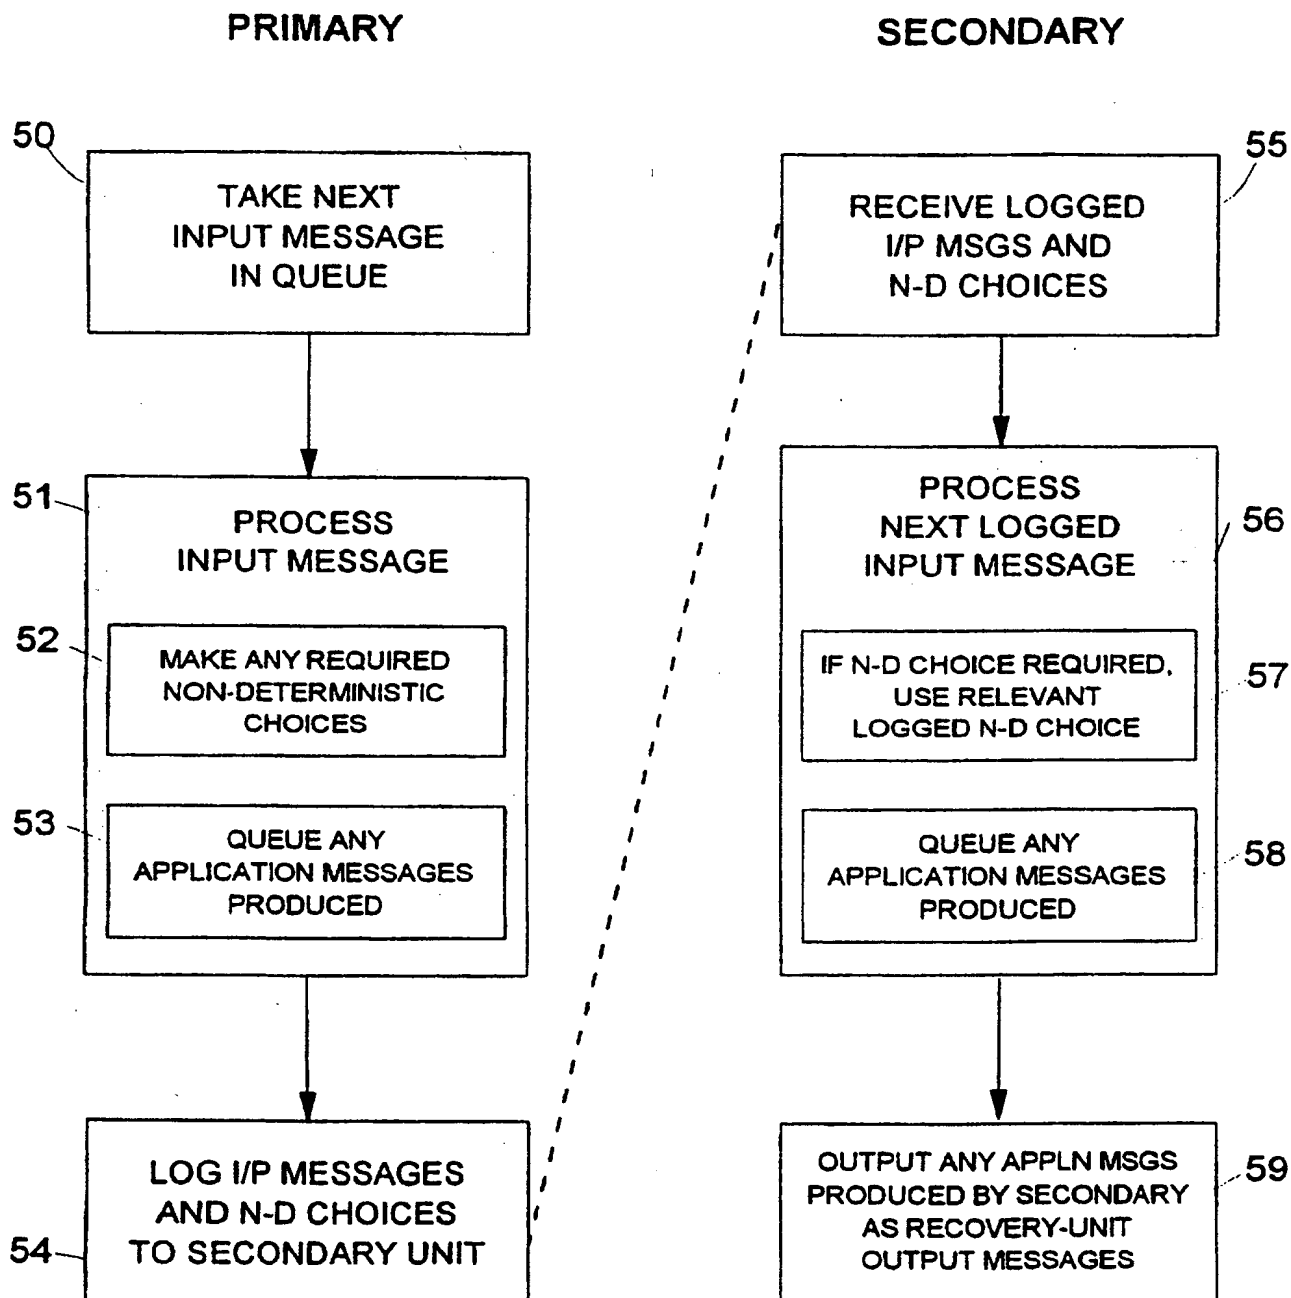 PRIMARY
50
TAKE NEXT
INPUT MESSAGE
IN QUEUE
51
PROCESS
INPUT MESSAGE
52
MAKE ANY REQUIRED
NON-DETERMINISTIC
CHOICES
53
QUEUE ANY
APPLICATION MESSAGES
PRODUCED
54
LOG I/P MESSAGES
AND N-D CHOICES
TO SECONDARY UNIT
SECONDARY
55
RECEIVE LOGGED
I/P MSGS AND
N-D CHOICES
56
PROCESS
NEXT LOGGED
INPUT MESSAGE
57
IF N-D CHOICE REQUIRED,
USE RELEVANT
LOGGED N-D CHOICE
58
QUEUE ANY
APPLICATION MESSAGES
PRODUCED
59
OUTPUT ANY APPLN MSGS
PRODUCED BY SECONDARY
AS RECOVERY-UNIT
OUTPUT MESSAGES